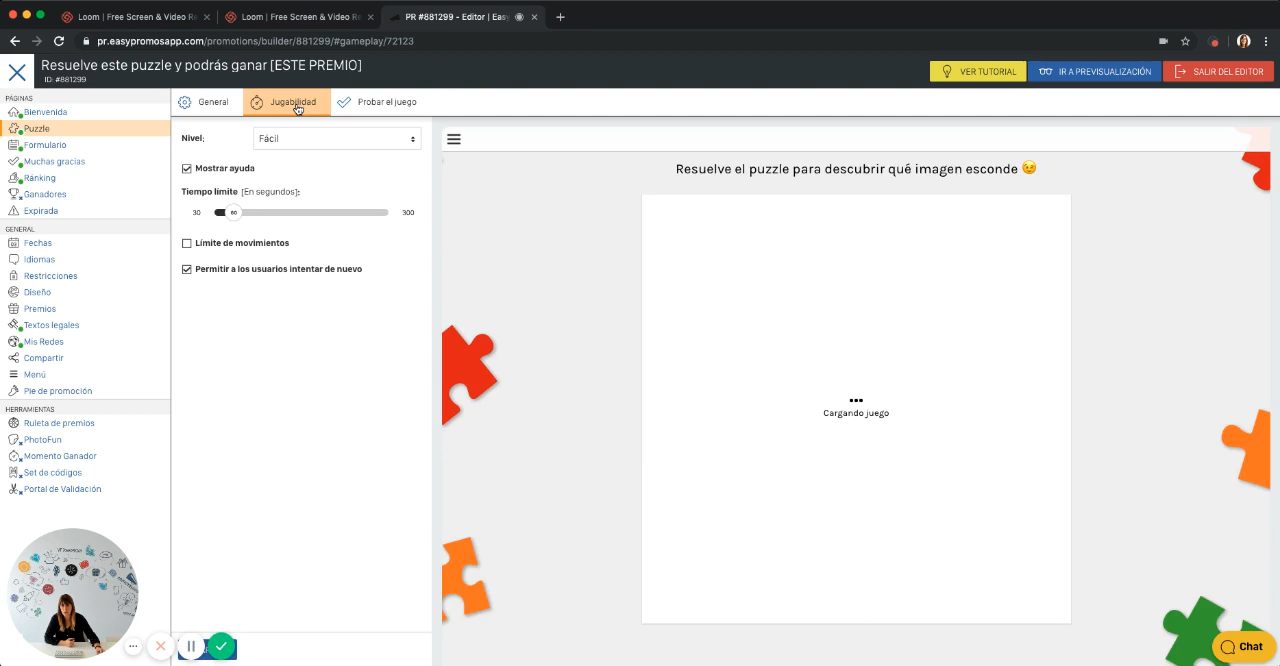 Loom | Free Screen & Video Re
Loom | Free Screen & Video Re
PR #881299 - Editor | Easy
pr.easypromosapp.com/promotions/builder/881299/#gameplay/72123
Resuelve este puzzle y podrás ganar [ESTE PREMIO]
ID: #881299
VER TUTORIAL
IR A PREVISUALIZACIÓN
SALIR DEL EDITOR
PÁGINAS
Bienvenida
Puzzle
Formulario
Muchas gracias
Ránking
Ganadores
Expirada
GENERAL
Fechas
Idiomas
Restricciones
Diseño
Premios
Textos legales
Mis Redes
Compartir
Menú
Pie de promoción
HERRAMIENTAS
Ruleta de premios
PhotoFun
Momento Ganador
Set de códigos
Portal de Validación
General
Jugabilidad
Probar el juego
Nivel:
Fácil
Mostrar ayuda
Tiempo límite [En segundos]:
30
60
300
Límite de movimientos
Permitir a los usuarios intentar de nuevo
Resuelve el puzzle para descubrir qué imagen esconde 😉
Cargando juego
Chat